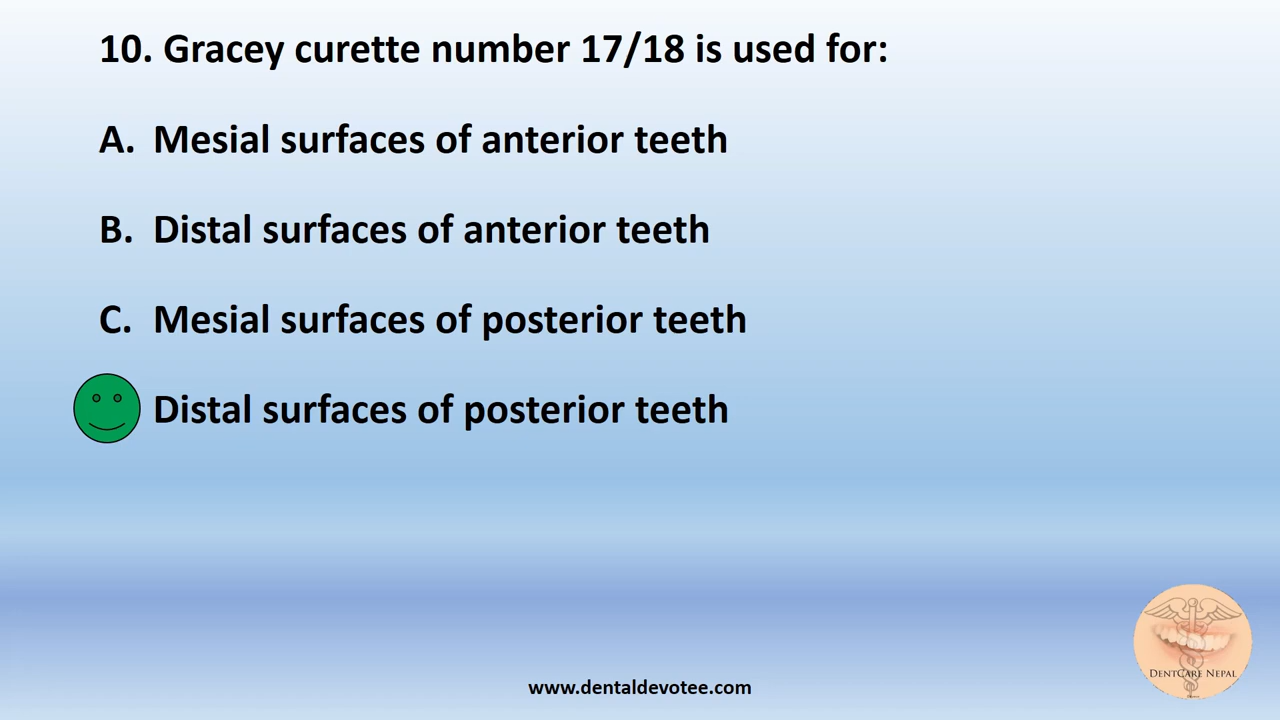 10. Gracey curette number 17/18 is used for:
A. Mesial surfaces of anterior teeth
B. Distal surfaces of anterior teeth
C. Mesial surfaces of posterior teeth
Distal surfaces of posterior teeth
DENTCARE NEPAL
www.dentaldevotee.com